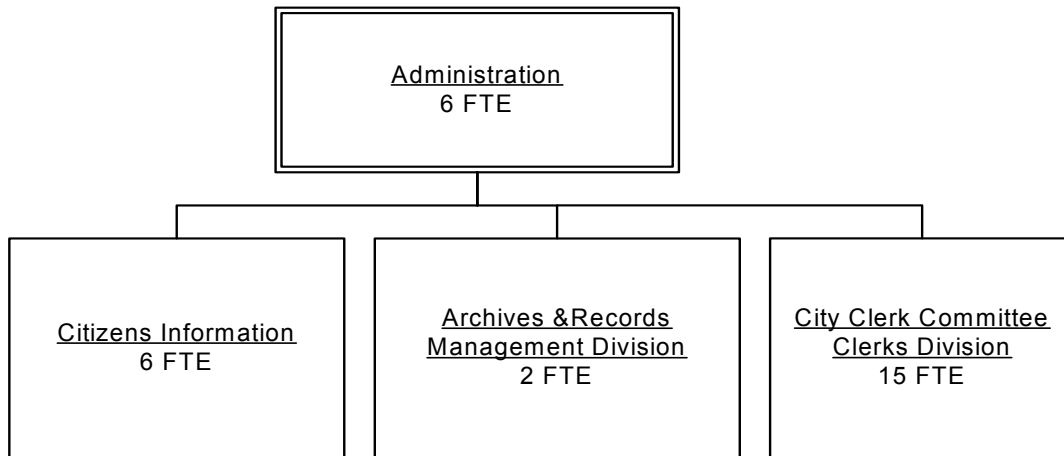 Administration
6 FTE
Citizens Information
6 FTE
Archives &Records
Management Division
2 FTE
City Clerk Committee
Clerks Division
15 FTE